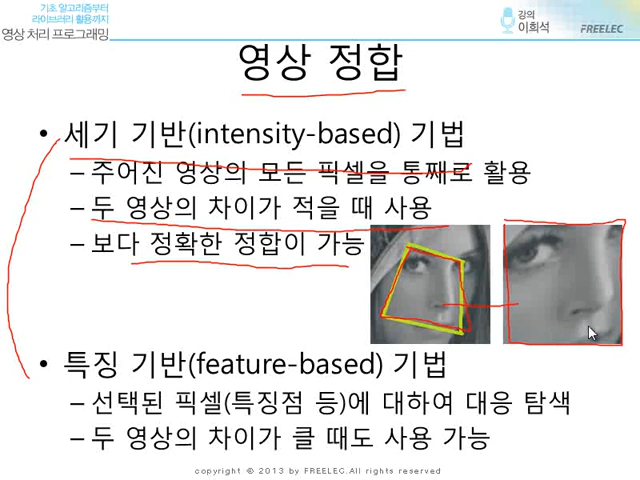 기초 알고리즘부터
라이브러리 활용까지
영상 처리 프로그래밍
강의
이희석
FREELEC
영상 정합
• 세기 기반(intensity-based) 기법
– 주어진 영상의 모든 픽셀을 통째로 활용
– 두 영상의 차이가 적을 때 사용
– 보다 정확한 정합이 가능
• 특징 기반(feature-based) 기법
– 선택된 픽셀(특징점 등)에 대하여 대응 탐색
– 두 영상의 차이가 클 때도 사용 가능
copyright © 2013 by FREELEC.All rights reserved